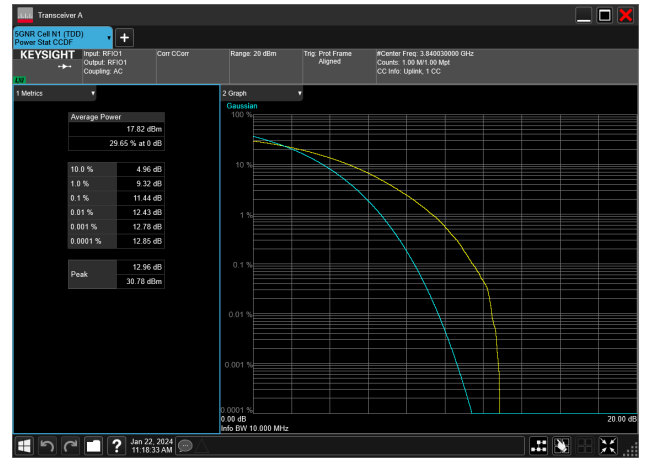 Transceiver A
5GNR Cell N1 (TDD)
Power Stat CCDF
KEYSIGHT
Input: RFIO1
Output: RFIO1
Coupling: AC
Corr CCorr
Range: 20 dBm
Trig: Prot Frame
Aligned
#Center Freq: 3.840030000 GHz
Counts: 1.00 M/1.00 Mpt
CC Info: Uplink, 1 CC
LXI
1 Metrics
Average Power
17.82 dBm
29.65 % at 0 dB
10.0 % 4.96 dB
1.0 % 9.32 dB
0.1 % 11.44 dB
0.01 % 12.43 dB
0.001 % 12.78 dB
0.0001 % 12.85 dB
Peak
12.96 dB
30.78 dBm
2 Graph
Gaussian
100 %
10 %
1 %
0.1 %
0.01 %
0.001 %
0.0001 %
0.00 dB
20.00 dB
Info BW 10.000 MHz
?
Jan 22, 2024
11:18:33 AM